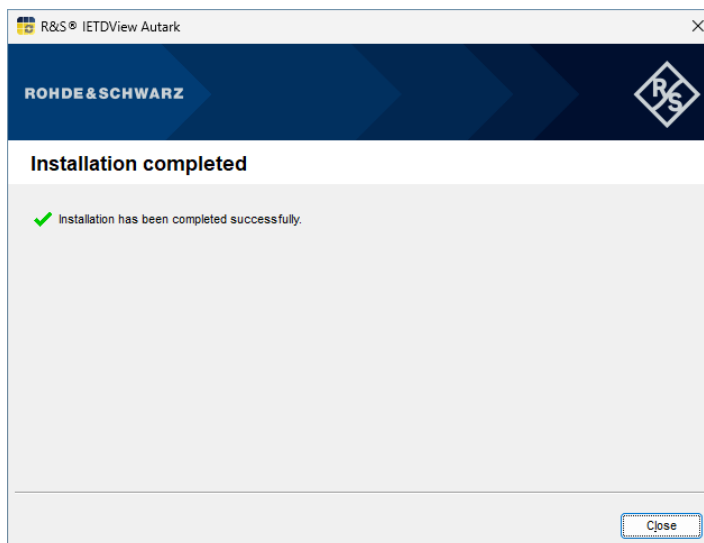 R&S® IETDView Autark
ROHDE&SCHWARZ
R/S
Installation completed
Installation has been completed successfully.
Close